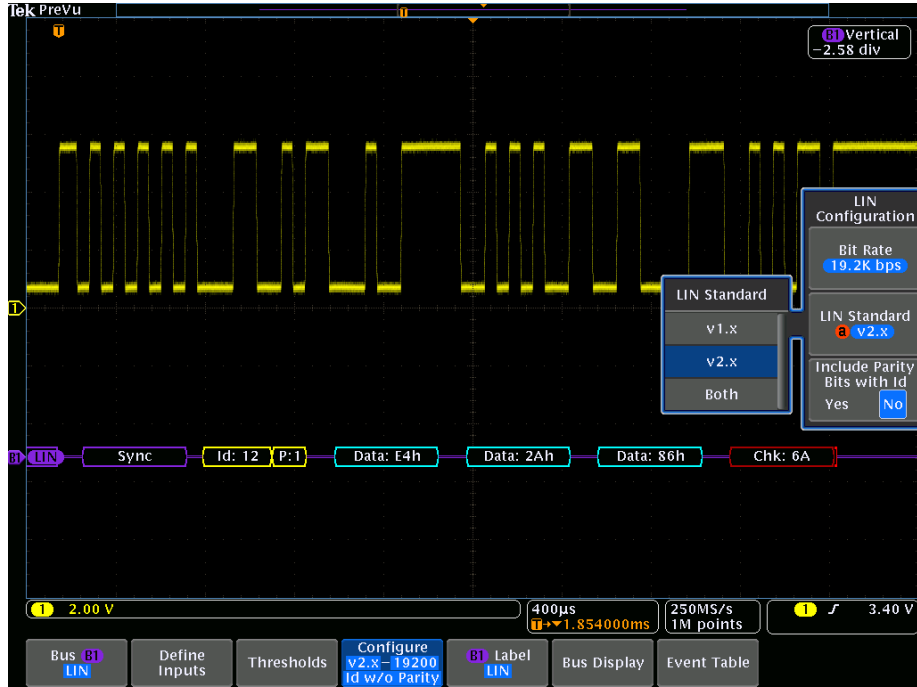 Tek PreVu
T
T
B1 Vertical
−2.58 div
LIN
Configuration
Bit Rate
19.2K bps
LIN Standard
a v2.x
Include Parity
Bits with Id
Yes No
LIN Standard
v1.x
v2.x
Both
1
B1 LIN Sync Id: 12 P:1 Data: E4h Data: 2Ah Data: 86h Chk: 6A
1 2.00 V
400µs
T→▼1.854000ms
250MS/s
1M points
1 3.40 V
Bus B1
LIN
Define
Inputs
Thresholds
Configure
v2.x−19200
Id w/o Parity
B1 Label
LIN
Bus Display
Event Table